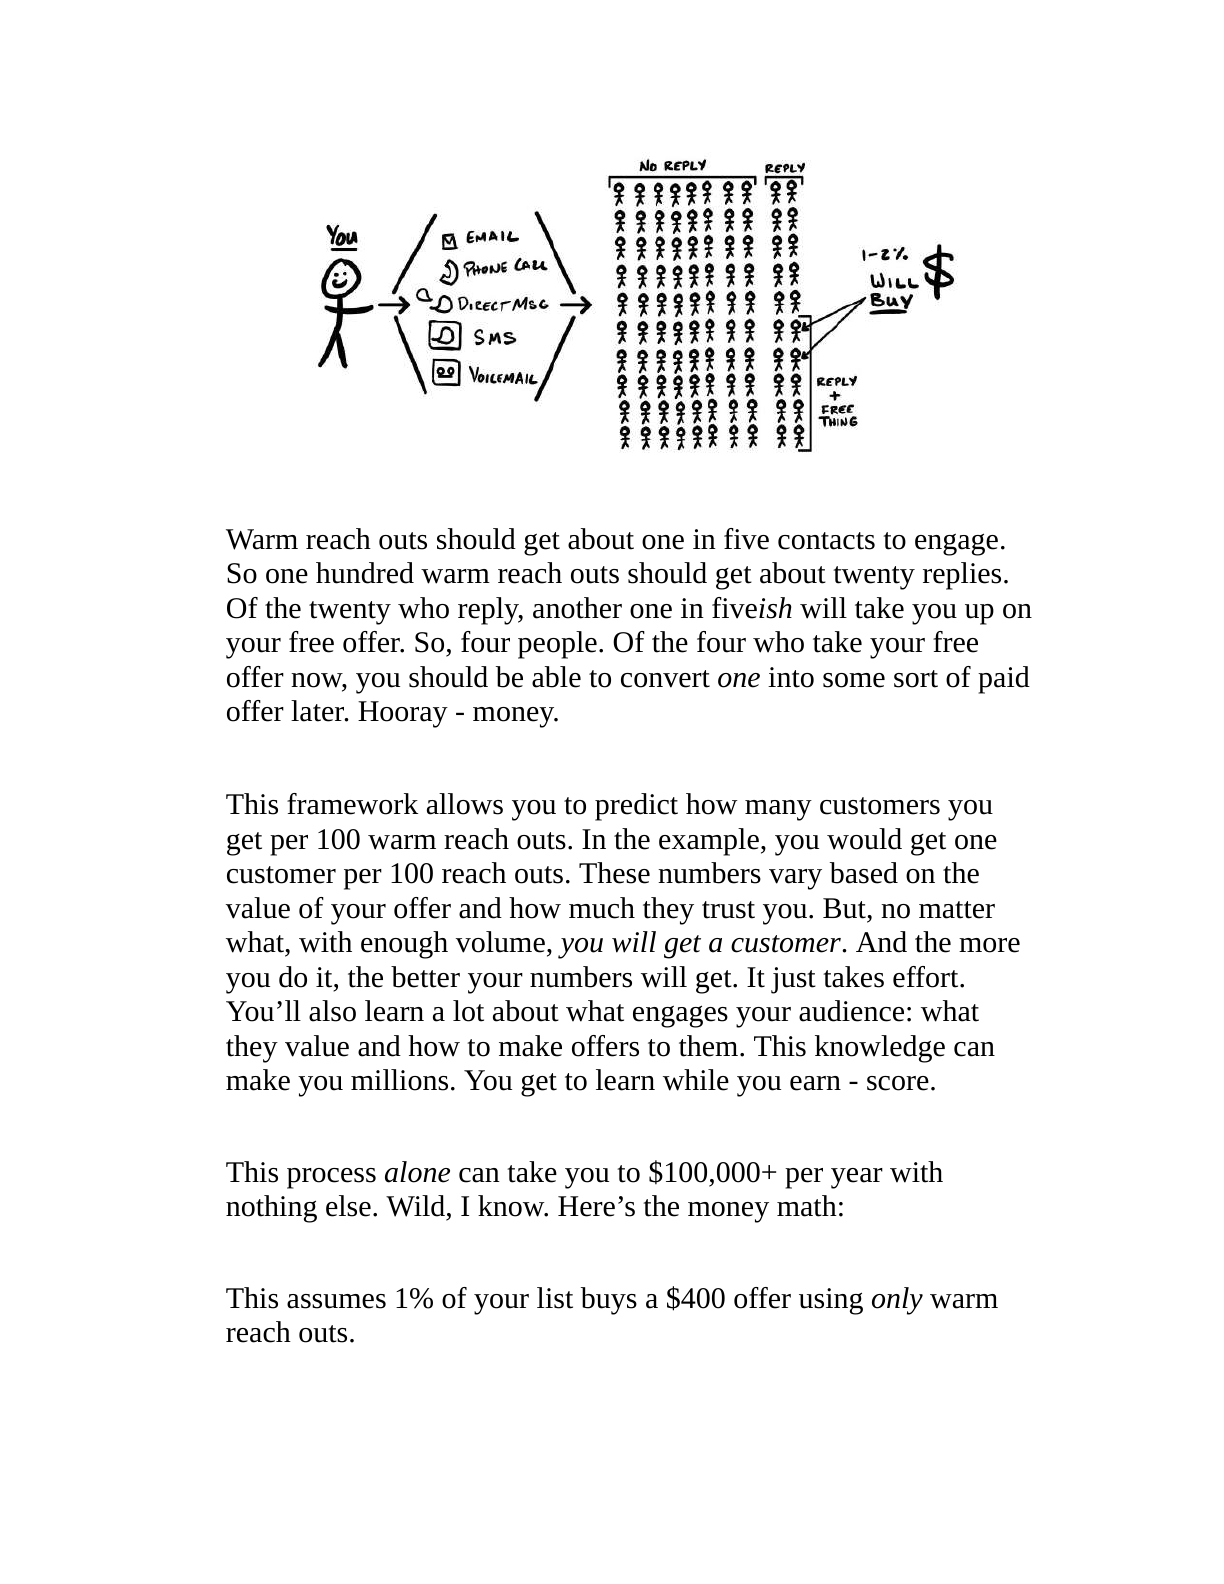 No REPLY
REPLY
You
EMAIL
PHONE CALL
DIRECT MSG
SMS
VOICEMAIL
1-2%
WILL
BUY
$
REPLY
+
FREE
THING
Warm reach outs should get about one in five contacts to engage.
So one hundred warm reach outs should get about twenty replies.
Of the twenty who reply, another one in fiveish will take you up on
your free offer. So, four people. Of the four who take your free
offer now, you should be able to convert one into some sort of paid
offer later. Hooray - money.
This framework allows you to predict how many customers you
get per 100 warm reach outs. In the example, you would get one
customer per 100 reach outs. These numbers vary based on the
value of your offer and how much they trust you. But, no matter
what, with enough volume, you will get a customer. And the more
you do it, the better your numbers will get. It just takes effort.
You’ll also learn a lot about what engages your audience: what
they value and how to make offers to them. This knowledge can
make you millions. You get to learn while you earn - score.
This process alone can take you to $100,000+ per year with
nothing else. Wild, I know. Here’s the money math:
This assumes 1% of your list buys a $400 offer using only warm
reach outs.